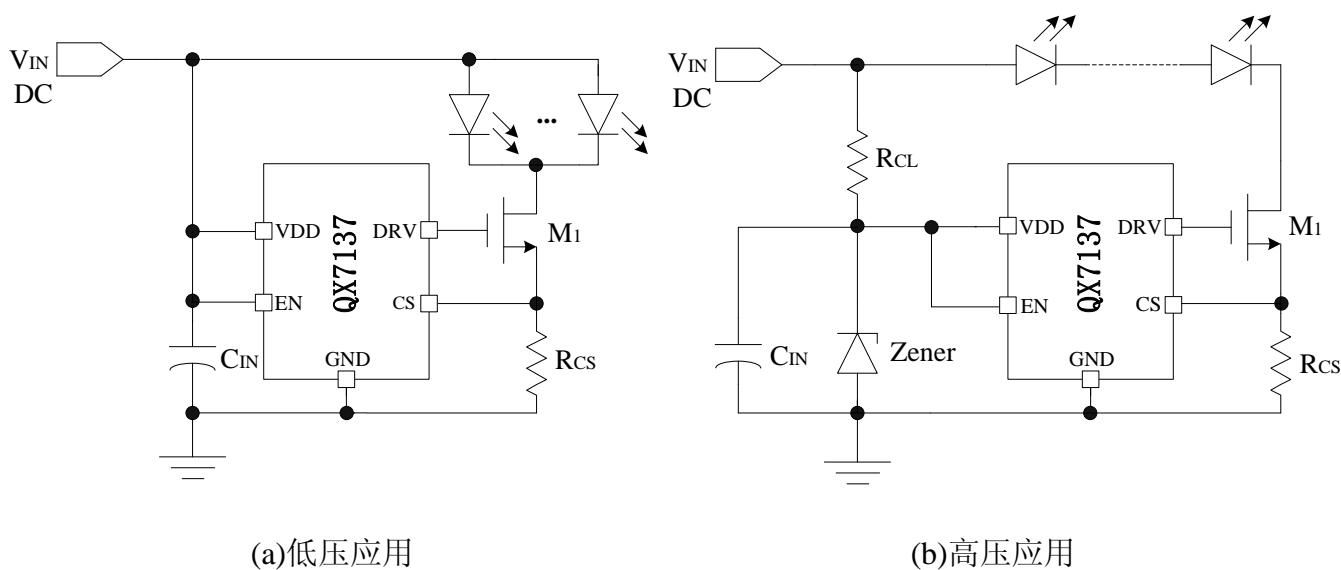 VIN
DC
VDD
DRV
QX7137
M1
EN
CS
CIN
GND
RCS
(a)低压应用
VIN
DC
RCL
VDD
DRV
QX7137
M1
EN
CS
CIN
Zener
GND
RCS
(b)高压应用